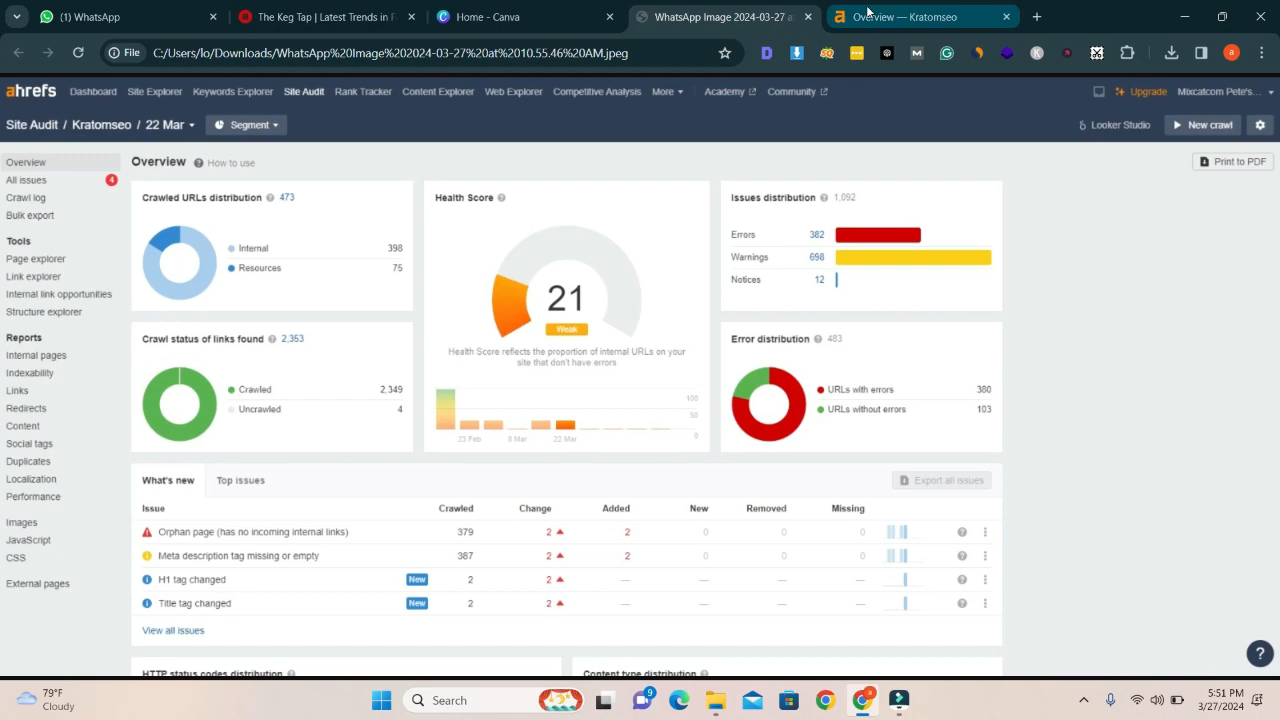 WhatsApp
The Keg Tap | Latest Trends in F
Home - Canva
WhatsApp Image 2024-03-27 a
Overview — Kratomseo
File
C:/Users/lo/Downloads/WhatsApp%20Image%202024-03-27%20at%2010.55.46%20AM.jpeg
ahrefs
Dashboard Site Explorer Keywords Explorer Site Audit Rank Tracker Content Explorer Web Explorer Competitive Analysis More Academy Community
Upgrade Mixcatcom Pete's...
Site Audit / Kratomseo / 22 Mar
Segment
Looker Studio
New crawl
Overview
All issues 4
Crawl log
Bulk export
Tools
Page explorer
Link explorer
Internal link opportunities
Structure explorer
Reports
Internal pages
Indexability
Links
Redirects
Content
Social tags
Duplicates
Localization
Performance
Images
JavaScript
CSS
External pages
Overview ? How to use
Print to PDF
Crawled URLs distribution ? 473
Internal 398
Resources 75
Health Score ?
21
Weak
Health Score reflects the proportion of internal URLs on your
site that don't have errors
100
50
0
23 Feb 8 Mar 22 Mar
Issues distribution ? 1,092
Errors 382
Warnings 698
Notices 12
Crawl status of links found ? 2,353
Crawled 2,349
Uncrawled 4
Error distribution ? 483
URLs with errors 380
URLs without errors 103
What's new Top issues
Export all issues
Issue Crawled Change Added New Removed Missing
Orphan page (has no incoming internal links) 379 2 2 0 0 0
Meta description tag missing or empty 387 2 2 0 0 0
H1 tag changed New 2 2 — — — —
Title tag changed New 2 2 — — — —
View all issues
HTTP status codes distribution ?
Content type distribution ?
?
79°F
Cloudy
Search
9
5:51 PM
3/27/2024